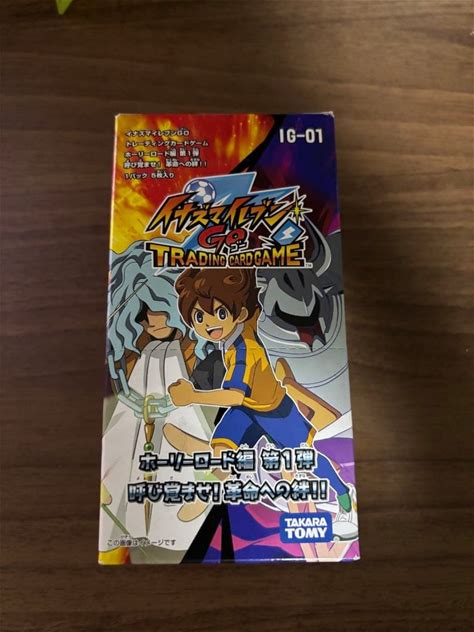 イナズマイレブンGO
トレーディングカードゲーム
ホーリーロード編 第1弾
呼び覚ませ! 革命への絆!!
1パック 5枚入り
IG-01
イナズマイレブン
GO
ゴー
TRADING CARD GAME
ホーリーロード編 第1弾
呼び覚ませ! 革命への絆!!
TAKARA
TOMY
この画像はイメージです